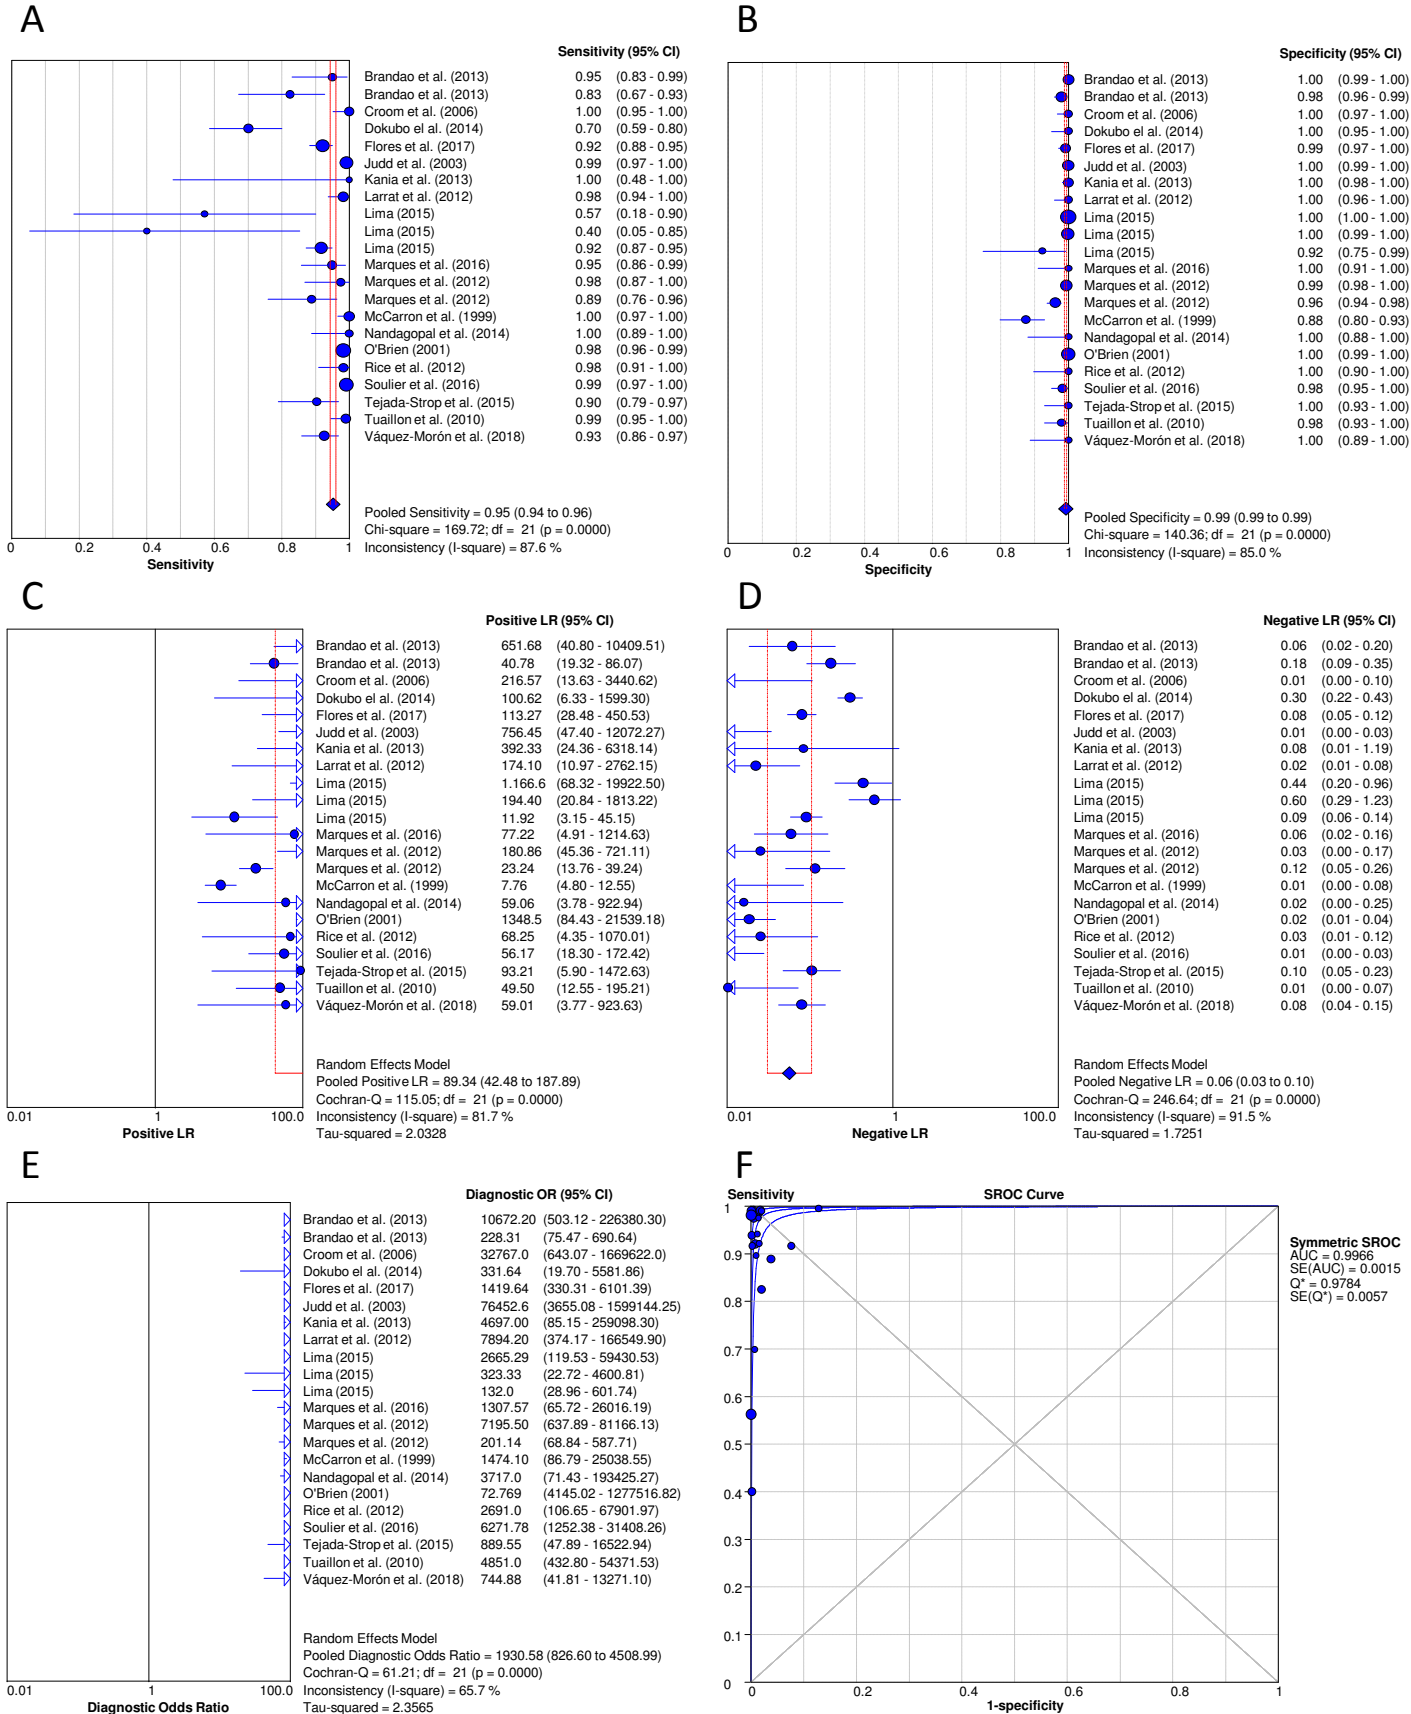 A
Sensitivity (95% CI)
Brandao et al. (2013) 0.95 (0.83 - 0.99)
Brandao et al. (2013) 0.83 (0.67 - 0.93)
Croom et al. (2006) 1.00 (0.95 - 1.00)
Dokubo el al. (2014) 0.70 (0.59 - 0.80)
Flores et al. (2017) 0.92 (0.88 - 0.95)
Judd et al. (2003) 0.99 (0.97 - 1.00)
Kania et al. (2013) 1.00 (0.48 - 1.00)
Larrat et al. (2012) 0.98 (0.94 - 1.00)
Lima (2015) 0.57 (0.18 - 0.90)
Lima (2015) 0.40 (0.05 - 0.85)
Lima (2015) 0.92 (0.87 - 0.95)
Marques et al. (2016) 0.95 (0.86 - 0.99)
Marques et al. (2012) 0.98 (0.87 - 1.00)
Marques et al. (2012) 0.89 (0.76 - 0.96)
McCarron et al. (1999) 1.00 (0.97 - 1.00)
Nandagopal et al. (2014) 1.00 (0.89 - 1.00)
O'Brien (2001) 0.98 (0.96 - 0.99)
Rice et al. (2012) 0.98 (0.91 - 1.00)
Soulier et al. (2016) 0.99 (0.97 - 1.00)
Tejada-Strop et al. (2015) 0.90 (0.79 - 0.97)
Tuaillon et al. (2010) 0.99 (0.95 - 1.00)
Váquez-Morón et al. (2018) 0.93 (0.86 - 0.97)
Pooled Sensitivity = 0.95 (0.94 to 0.96)
Chi-square = 169.72; df = 21 (p = 0.0000)
Inconsistency (I-square) = 87.6 %
0 0.2 0.4 0.6 0.8 1
Sensitivity
B
Specificity (95% CI)
Brandao et al. (2013) 1.00 (0.99 - 1.00)
Brandao et al. (2013) 0.98 (0.96 - 0.99)
Croom et al. (2006) 1.00 (0.97 - 1.00)
Dokubo et al. (2014) 1.00 (0.95 - 1.00)
Flores et al. (2017) 0.99 (0.97 - 1.00)
Judd et al. (2003) 1.00 (0.99 - 1.00)
Kania et al. (2013) 1.00 (0.98 - 1.00)
Larrat et al. (2012) 1.00 (0.96 - 1.00)
Lima (2015) 1.00 (1.00 - 1.00)
Lima (2015) 1.00 (0.99 - 1.00)
Lima (2015) 0.92 (0.75 - 0.99)
Marques et al. (2016) 1.00 (0.91 - 1.00)
Marques et al. (2012) 0.99 (0.98 - 1.00)
Marques et al. (2012) 0.96 (0.94 - 0.98)
McCarron et al. (1999) 0.88 (0.80 - 0.93)
Nandagopal et al. (2014) 1.00 (0.88 - 1.00)
O'Brien (2001) 1.00 (0.99 - 1.00)
Rice et al. (2012) 1.00 (0.90 - 1.00)
Soulier et al. (2016) 0.98 (0.95 - 1.00)
Tejada-Strop et al. (2015) 1.00 (0.93 - 1.00)
Tuaillon et al. (2010) 0.98 (0.93 - 1.00)
Váquez-Morón et al. (2018) 1.00 (0.89 - 1.00)
Pooled Specificity = 0.99 (0.99 to 0.99)
Chi-square = 140.36; df = 21 (p = 0.0000)
Inconsistency (I-square) = 85.0 %
0 0.2 0.4 0.6 0.8 1
Specificity
C
Positive LR (95% CI)
Brandao et al. (2013) 651.68 (40.80 - 10409.51)
Brandao et al. (2013) 40.78 (19.32 - 86.07)
Croom et al. (2006) 216.57 (13.63 - 3440.62)
Dokubo el al. (2014) 100.62 (6.33 - 1599.30)
Flores et al. (2017) 113.27 (28.48 - 450.53)
Judd et al. (2003) 756.45 (47.40 - 12072.27)
Kania et al. (2013) 392.33 (24.36 - 6318.14)
Larrat et al. (2012) 174.10 (10.97 - 2762.15)
Lima (2015) 1.166.6 (68.32 - 19922.50)
Lima (2015) 194.40 (20.84 - 1813.22)
Lima (2015) 11.92 (3.15 - 45.15)
Marques et al. (2016) 77.22 (4.91 - 1214.63)
Marques et al. (2012) 180.86 (45.36 - 721.11)
Marques et al. (2012) 23.24 (13.76 - 39.24)
McCarron et al. (1999) 7.76 (4.80 - 12.55)
Nandagopal et al. (2014) 59.06 (3.78 - 922.94)
O'Brien (2001) 1348.5 (84.43 - 21539.18)
Rice et al. (2012) 68.25 (4.35 - 1070.01)
Soulier et al. (2016) 56.17 (18.30 - 172.42)
Tejada-Strop et al. (2015) 93.21 (5.90 - 1472.63)
Tuaillon et al. (2010) 49.50 (12.55 - 195.21)
Váquez-Morón et al. (2018) 59.01 (3.77 - 923.63)
Random Effects Model
Pooled Positive LR = 89.34 (42.48 to 187.89)
Cochran-Q = 115.05; df = 21 (p = 0.0000)
Inconsistency (I-square) = 81.7 %
Tau-squared = 2.0328
0.01 1 100.0
Positive LR
D
Negative LR (95% CI)
Brandao et al. (2013) 0.06 (0.02 - 0.20)
Brandao et al. (2013) 0.18 (0.09 - 0.35)
Croom et al. (2006) 0.01 (0.00 - 0.10)
Dokubo el al. (2014) 0.30 (0.22 - 0.43)
Flores et al. (2017) 0.08 (0.05 - 0.12)
Judd et al. (2003) 0.01 (0.00 - 0.03)
Kania et al. (2013) 0.08 (0.01 - 1.19)
Larrat et al. (2012) 0.02 (0.01 - 0.08)
Lima (2015) 0.44 (0.20 - 0.96)
Lima (2015) 0.60 (0.29 - 1.23)
Lima (2015) 0.09 (0.06 - 0.14)
Marques et al. (2016) 0.06 (0.02 - 0.16)
Marques et al. (2012) 0.03 (0.00 - 0.17)
Marques et al. (2012) 0.12 (0.05 - 0.26)
McCarron et al. (1999) 0.01 (0.00 - 0.08)
Nandagopal et al. (2014) 0.02 (0.00 - 0.25)
O'Brien (2001) 0.02 (0.01 - 0.04)
Rice et al. (2012) 0.03 (0.01 - 0.12)
Soulier et al. (2016) 0.01 (0.00 - 0.03)
Tejada-Strop et al. (2015) 0.10 (0.05 - 0.23)
Tuaillon et al. (2010) 0.01 (0.00 - 0.07)
Váquez-Morón et al. (2018) 0.08 (0.04 - 0.15)
Random Effects Model
Pooled Negative LR = 0.06 (0.03 to 0.10)
Cochran-Q = 246.64; df = 21 (p = 0.0000)
Inconsistency (I-square) = 91.5 %
Tau-squared = 1.7251
0.01 1 100.0
Negative LR
E
Diagnostic OR (95% CI)
Brandao et al. (2013) 10672.20 (503.12 - 226380.30)
Brandao et al. (2013) 228.31 (75.47 - 690.64)
Croom et al. (2006) 32767.0 (643.07 - 1669622.0)
Dokubo el al. (2014) 331.64 (19.70 - 5581.86)
Flores et al. (2017) 1419.64 (330.31 - 6101.39)
Judd et al. (2003) 76452.6 (3655.08 - 1599144.25)
Kania et al. (2013) 4697.00 (85.15 - 259098.30)
Larrat et al. (2012) 7894.20 (374.17 - 166549.90)
Lima (2015) 2665.29 (119.53 - 59430.53)
Lima (2015) 323.33 (22.72 - 4600.81)
Lima (2015) 132.0 (28.96 - 601.74)
Marques et al. (2016) 1307.57 (65.72 - 26016.19)
Marques et al. (2012) 7195.50 (637.89 - 81166.13)
Marques et al. (2012) 201.14 (68.84 - 587.71)
McCarron et al. (1999) 1474.10 (86.79 - 25038.55)
Nandagopal et al. (2014) 3717.0 (71.43 - 193425.27)
O'Brien (2001) 72.769 (4145.02 - 1277516.82)
Rice et al. (2012) 2691.0 (106.65 - 67901.97)
Soulier et al. (2016) 6271.78 (1252.38 - 31408.26)
Tejada-Strop et al. (2015) 889.55 (47.89 - 16522.94)
Tuaillon et al. (2010) 4851.0 (432.80 - 54371.53)
Váquez-Morón et al. (2018) 744.88 (41.81 - 13271.10)
Random Effects Model
Pooled Diagnostic Odds Ratio = 1930.58 (826.60 to 4508.99)
Cochran-Q = 61.21; df = 21 (p = 0.0000)
Inconsistency (I-square) = 65.7 %
Tau-squared = 2.3565
0.01 1 100.0
Diagnostic Odds Ratio
F
Sensitivity SROC Curve
1
0.9
0.8
0.7
0.6
0.5
0.4
0.3
0.2
0.1
0
0 0.2 0.4 0.6 0.8 1
1-specificity
Symmetric SROC
AUC = 0.9966
SE(AUC) = 0.0015
Q* = 0.9784
SE(Q*) = 0.0057